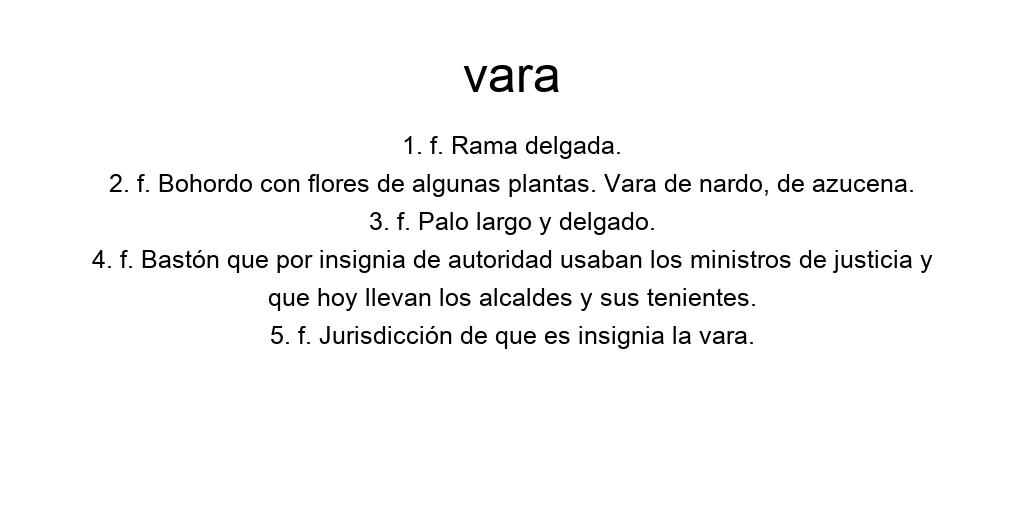 vara
1. f. Rama delgada.
2. f. Bohordo con flores de algunas plantas. Vara de nardo, de azucena.
3. f. Palo largo y delgado.
4. f. Bastón que por insignia de autoridad usaban los ministros de justicia y
que hoy llevan los alcaldes y sus tenientes.
5. f. Jurisdicción de que es insignia la vara.